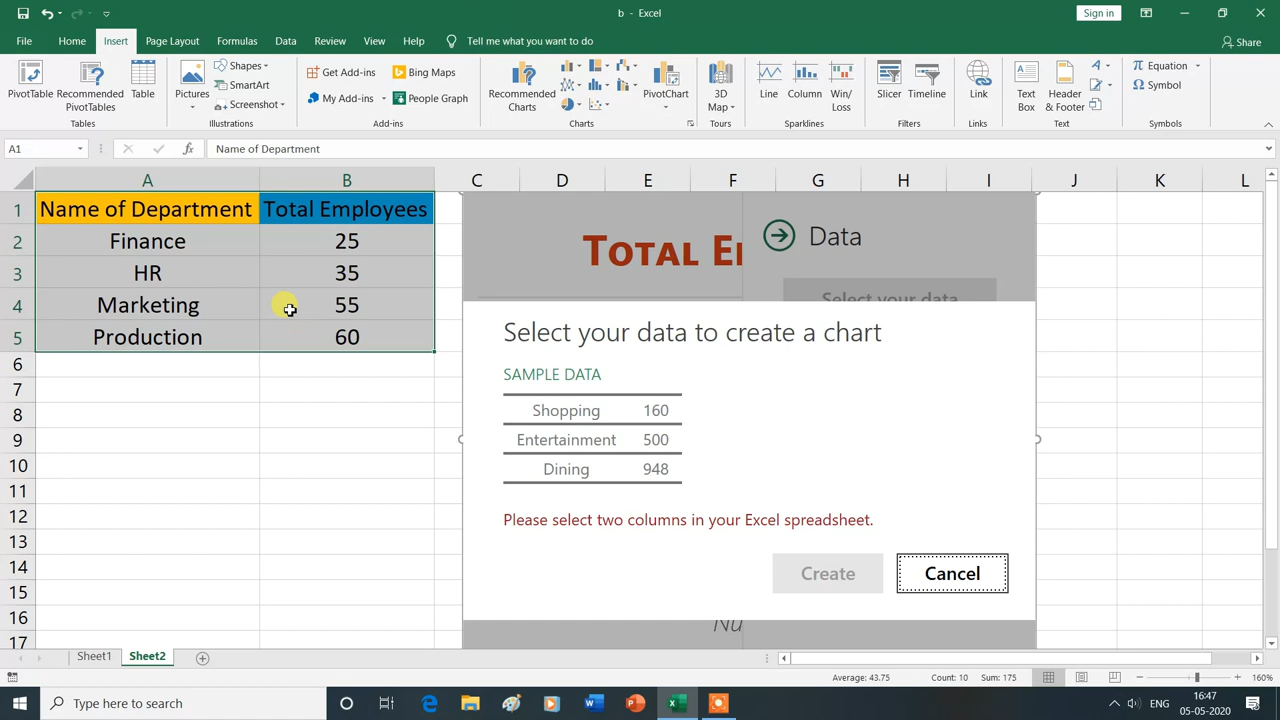 b - Excel
Sign in
File Home Insert Page Layout Formulas Data Review View Help Tell me what you want to do Share
PivotTable
Recommended PivotTables
Table
Pictures
Shapes
SmartArt
Screenshot
Get Add-ins
My Add-ins
Bing Maps
People Graph
Recommended Charts
PivotChart
3D Map
Line
Column
Win/ Loss
Slicer
Timeline
Link
Text Box
Header & Footer
Equation
Symbol
Tables Illustrations Add-ins Charts Tours Sparklines Filters Links Text Symbols
A1 fx Name of Department
A B C D E F G H I J K L
1 Name of Department Total Employees
2 Finance 25
3 HR 35
4 Marketing 55
5 Production 60
6
7
8
9
10
11
12
13
14
15
16
17
Total E
Data
Select your data
Select your data to create a chart
SAMPLE DATA
Shopping 160
Entertainment 500
Dining 948
Please select two columns in your Excel spreadsheet.
Create Cancel
Nu
Sheet1 Sheet2
Average: 43.75 Count: 10 Sum: 175 160%
Type here to search
ENG
16:47
05-05-2020